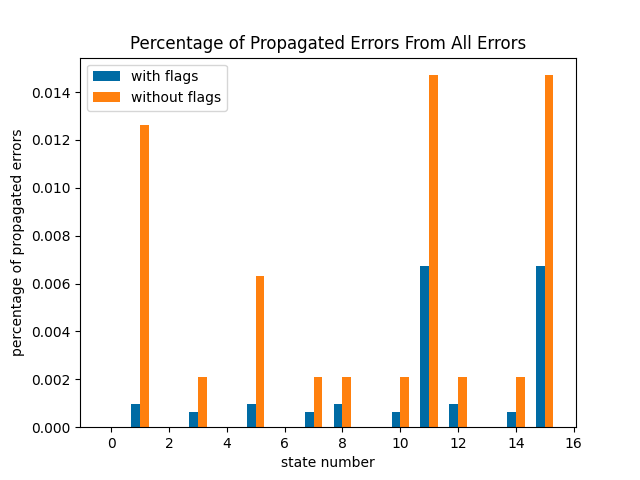 Percentage of Propagated Errors From All Errors
with flags
without flags
percentage of propagated errors
0.014
0.012
0.010
0.008
0.006
0.004
0.002
0.000
0 2 4 6 8 10 12 14 16
state number